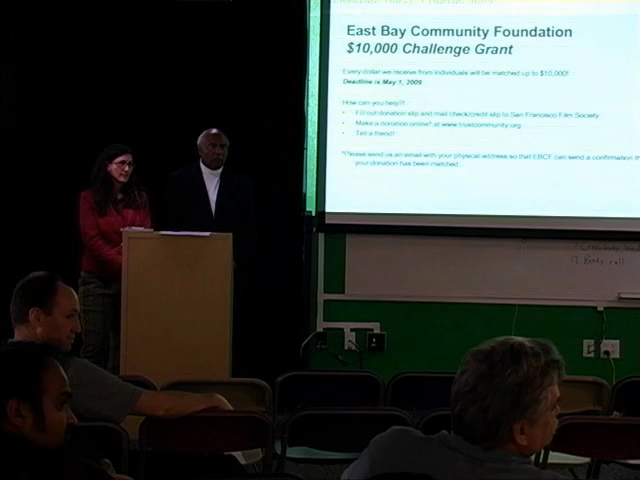 East Bay Community Foundation
$10,000 Challenge Grant
Every dollar we receive from individuals will be matched up to $10,000!
Deadline is May 1, 2009
How can you help?!
• Fill out donation slip and mail check/credit slip to San Francisco Film Society
• Make a donation online* at www.trustcommunity.org
• Tell a friend!
*Please send us an email with your physical address so that EBCF can send a confirmation
your donation has been matched.